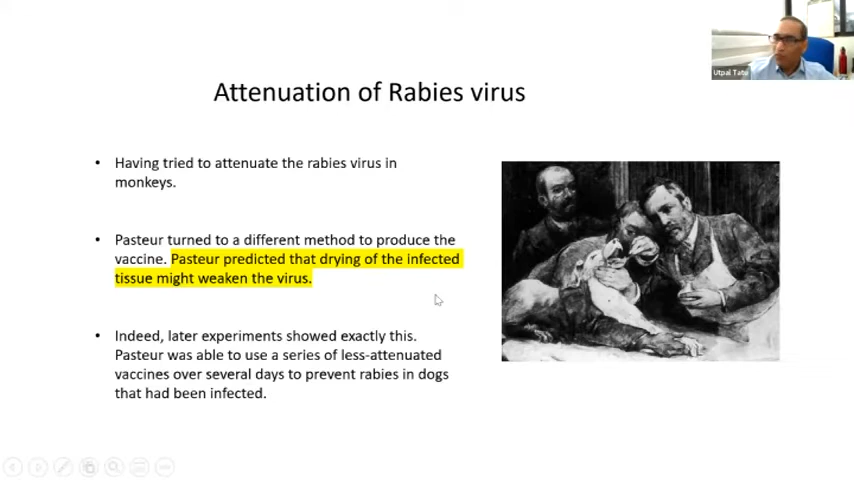 Utpal Tatu
Attenuation of Rabies virus
• Having tried to attenuate the rabies virus in
monkeys.
• Pasteur turned to a different method to produce the
vaccine. Pasteur predicted that drying of the infected
tissue might weaken the virus.
• Indeed, later experiments showed exactly this.
Pasteur was able to use a series of less-attenuated
vaccines over several days to prevent rabies in dogs
that had been infected.